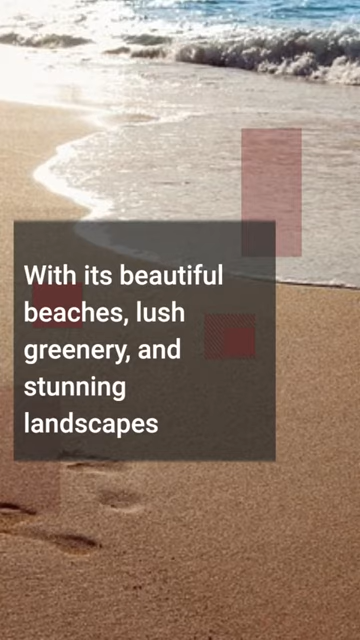 With its beautiful
beaches, lush
greenery, and
stunning
landscapes